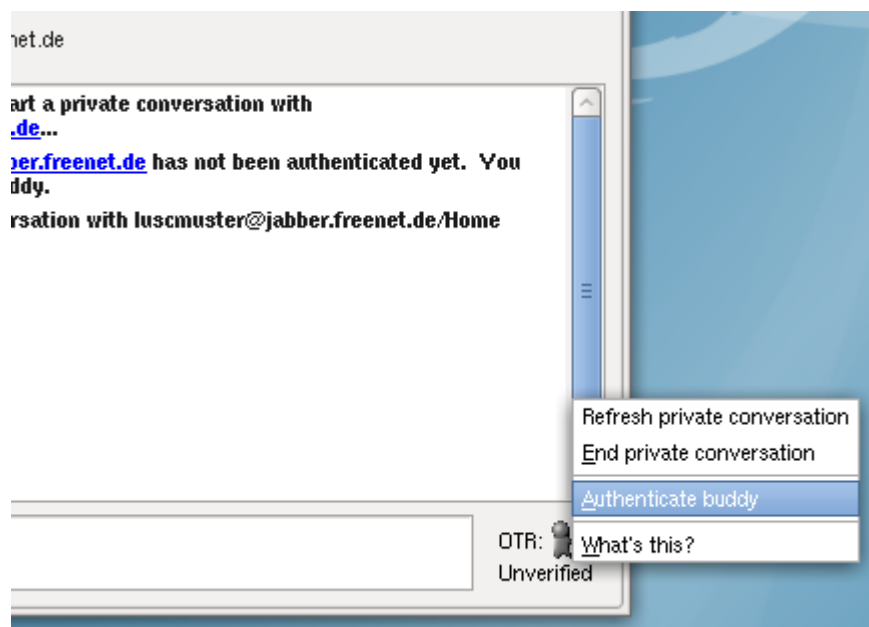 net.de
art a private conversation with
.de...
ber.freenet.de has not been authenticated yet. You
ddy.
rsation with luscmuster@jabber.freenet.de/Home
Refresh private conversation
End private conversation
Authenticate buddy
OTR:
What's this?
Unverified